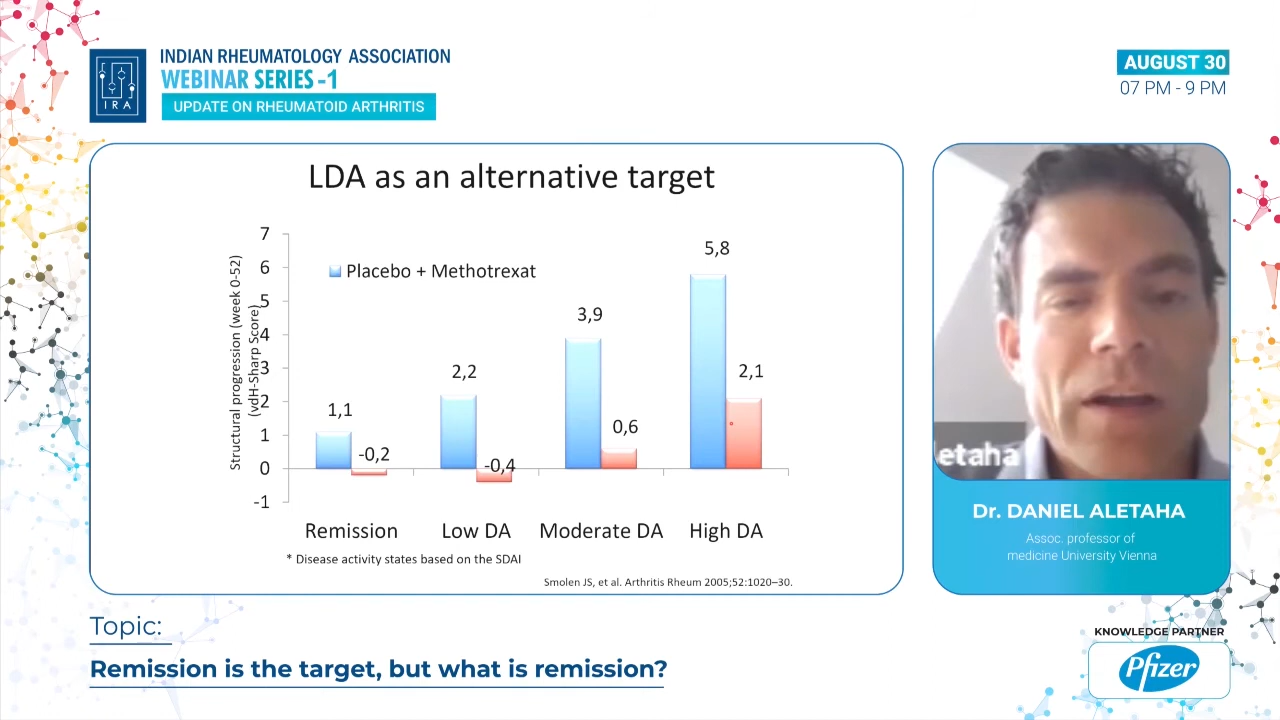 INDIAN RHEUMATOLOGY ASSOCIATION
WEBINAR SERIES -1
UPDATE ON RHEUMATOID ARTHRITIS
IRA
AUGUST 30
07 PM - 9 PM
LDA as an alternative target
Structural progression (week 0-52)
(vdH-Sharp Score)
7
6
5
4
3
2
1
0
-1
Placebo + Methotrexat
1,1
-0,2
2,2
-0,4
3,9
0,6
5,8
2,1
Remission
Low DA
Moderate DA
High DA
* Disease activity states based on the SDAI
Smolen JS, et al. Arthritis Rheum 2005;52:1020–30.
etaha
Dr. DANIEL ALETAHA
Assoc. professor of
medicine University Vienna
Topic:
Remission is the target, but what is remission?
KNOWLEDGE PARTNER
Pfizer